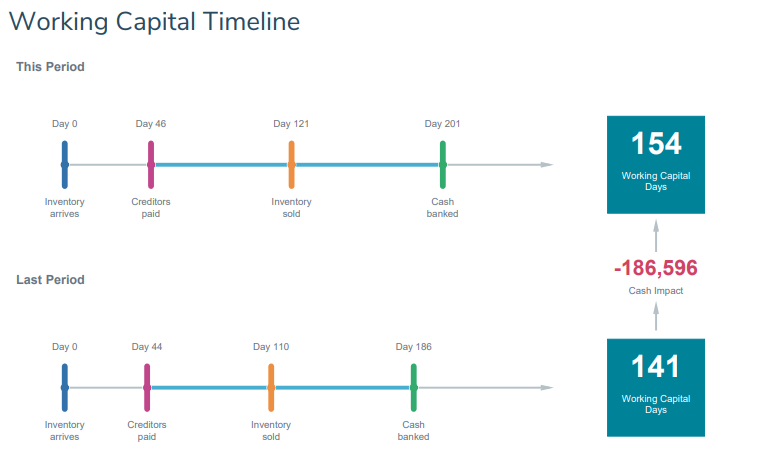 Working Capital Timeline
This Period
Day 0
Day 46
Day 121
Day 201
Inventory
arrives
Creditors
paid
Inventory
sold
Cash
banked
154
Working Capital
Days
-186,596
Cash Impact
Last Period
Day 0
Day 44
Day 110
Day 186
Inventory
arrives
Creditors
paid
Inventory
sold
Cash
banked
141
Working Capital
Days